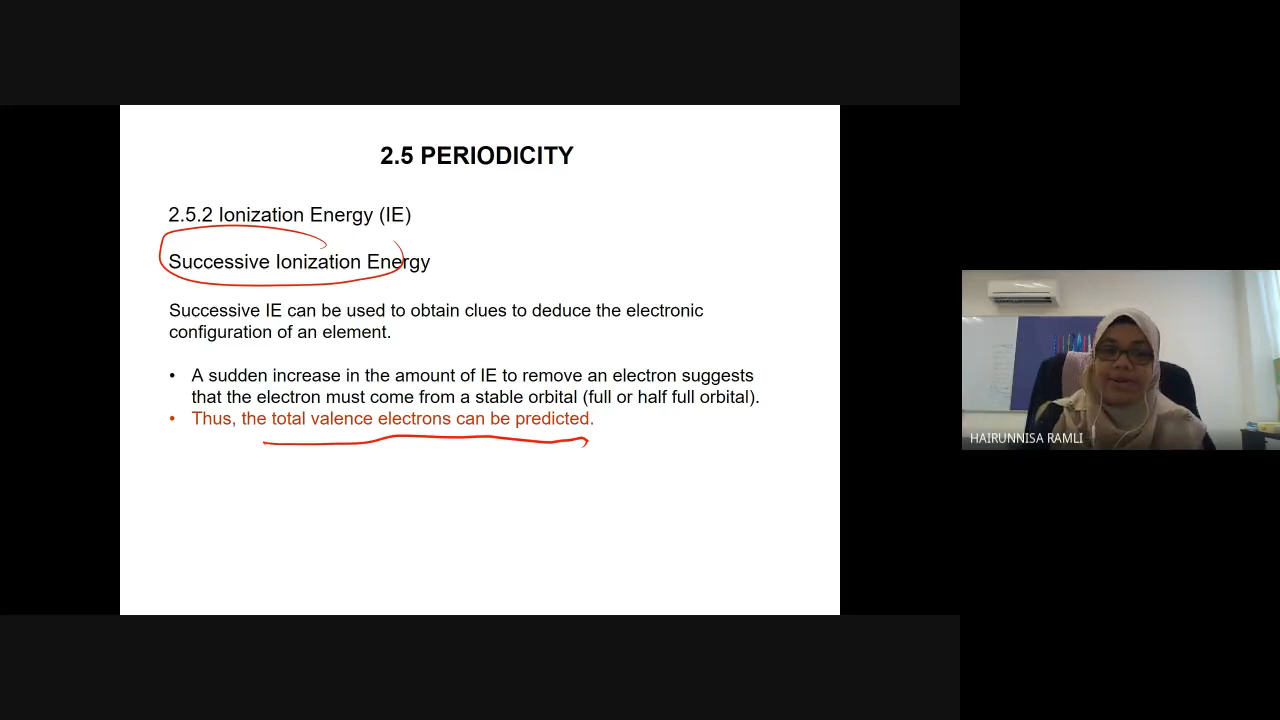 2.5 PERIODICITY
2.5.2 Ionization Energy (IE)
Successive Ionization Energy
Successive IE can be used to obtain clues to deduce the electronic
configuration of an element.
• A sudden increase in the amount of IE to remove an electron suggests
that the electron must come from a stable orbital (full or half full orbital).
• Thus, the total valence electrons can be predicted.
HAIRUNNISA RAMLI